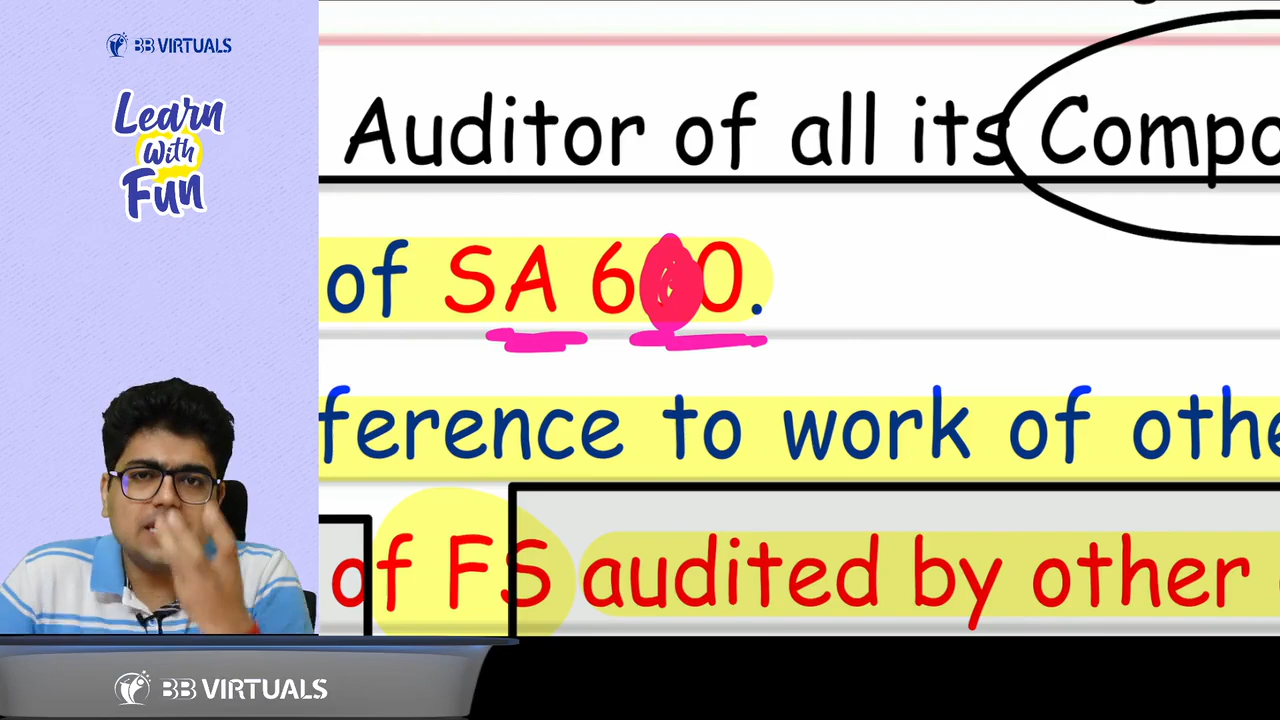 BB VIRTUALS
Learn
With
Fun
Auditor of all its Compo
of SA 600.
ference to work of othe
of FS audited by other
BB VIRTUALS